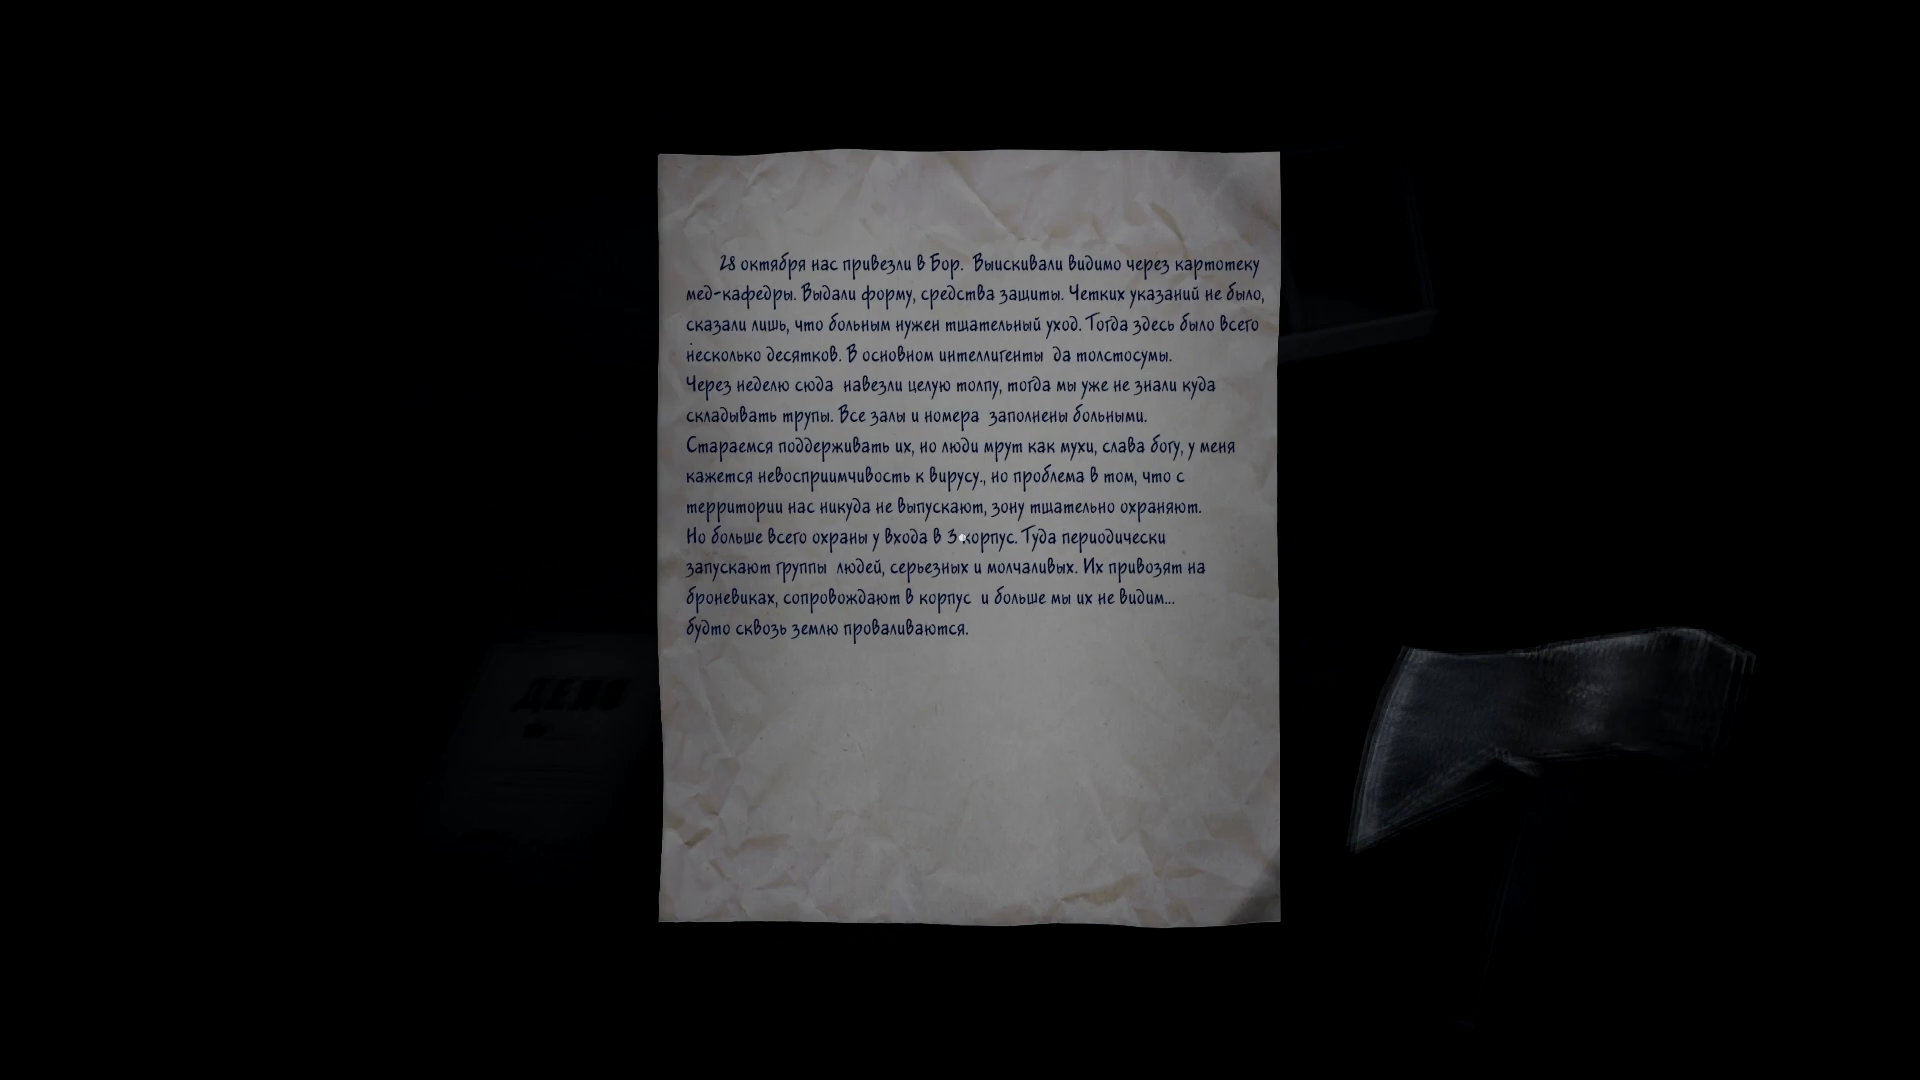 28 октября нас привезли в Бор. Выискивали видимо через картотеку
мед-кафедры. Выдали форму, средства защиты. Четких указаний не было,
сказали лишь, что больным нужен тщательный уход. Тогда здесь было всего
несколько десятков. В основном интеллигенты да толстосумы.
Через неделю сюда навезли целую толпу, тогда мы уже не знали куда
складывать трупы. Все залы и номера заполнены больными.
Стараемся поддерживать их, но люди мрут как мухи, слава богу, у меня
кажется невосприимчивость к вирусу., но проблема в том, что с
территории нас никуда не выпускают, зону тщательно охраняют.
Но больше всего охраны у входа в 3 корпус. Туда периодически
запускают группы людей, серьезных и молчаливых. Их привозят на
броневиках, сопровождают в корпус и больше мы их не видим...
будто сквозь землю проваливаются.
ДЕЛО